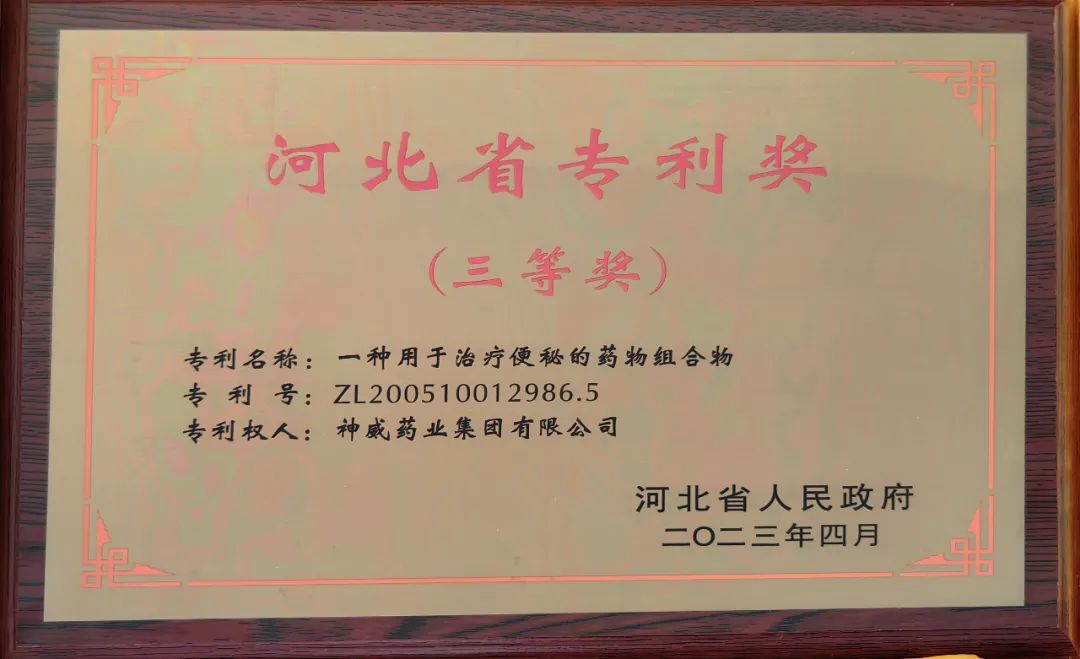 河北省专利奖
（三等奖）
专利名称：一种用于治疗便秘的药物组合物
专 利 号：ZL200510012986.5
专利权人：神威药业集团有限公司
河北省人民政府
二〇二三年四月